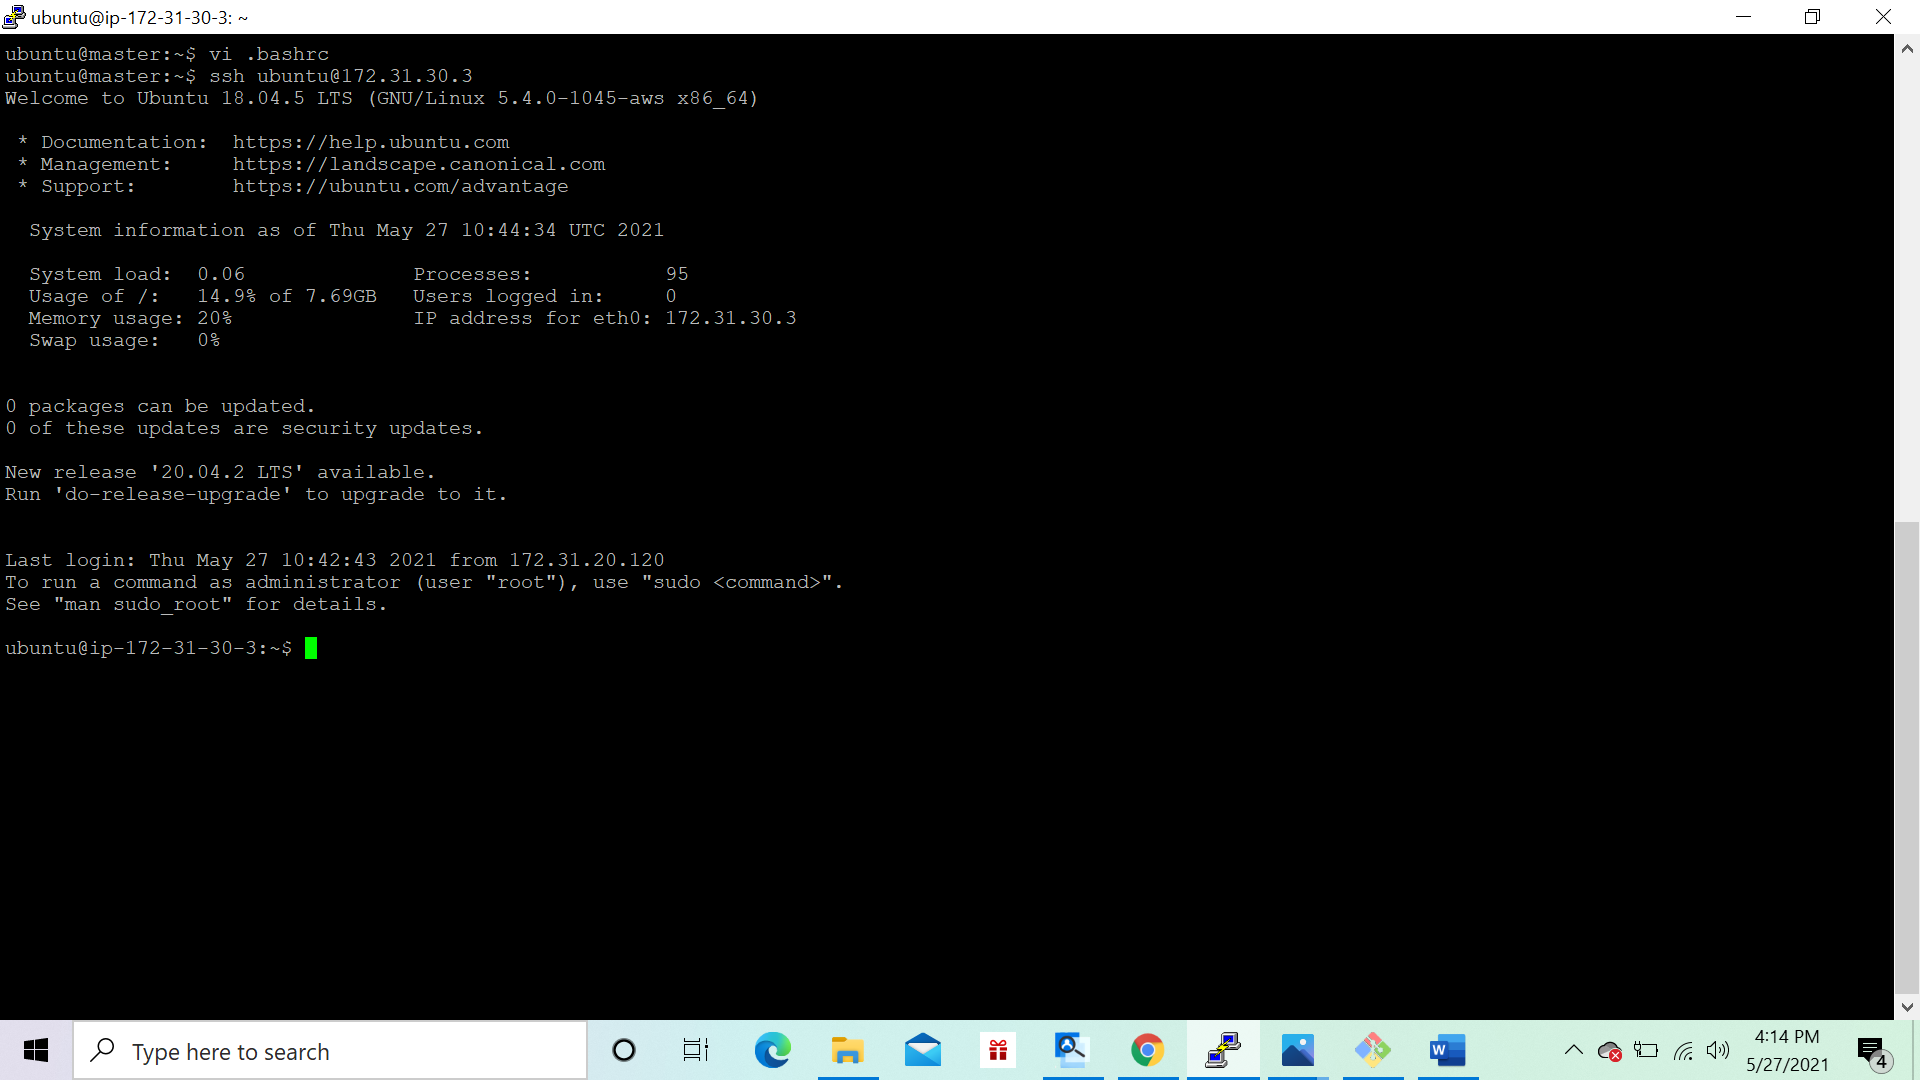 ubuntu@ip-172-31-30-3: ~
ubuntu@master:~$ vi .bashrc
ubuntu@master:~$ ssh ubuntu@172.31.30.3
Welcome to Ubuntu 18.04.5 LTS (GNU/Linux 5.4.0-1045-aws x86_64)
* Documentation:  https://help.ubuntu.com
* Management:     https://landscape.canonical.com
* Support:        https://ubuntu.com/advantage
System information as of Thu May 27 10:44:34 UTC 2021
System load:  0.06              Processes:           95
Usage of /:   14.9% of 7.69GB   Users logged in:     0
Memory usage: 20%               IP address for eth0: 172.31.30.3
Swap usage:   0%
0 packages can be updated.
0 of these updates are security updates.
New release '20.04.2 LTS' available.
Run 'do-release-upgrade' to upgrade to it.
Last login: Thu May 27 10:42:43 2021 from 172.31.20.120
To run a command as administrator (user "root"), use "sudo <command>".
See "man sudo_root" for details.
ubuntu@ip-172-31-30-3:~$
Type here to search
W
4:14 PM
5/27/2021
4